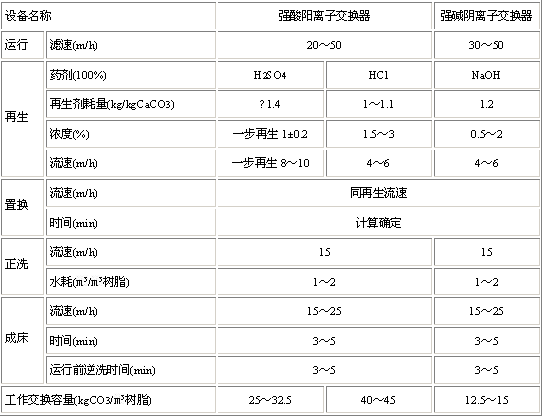 设备名称 强酸阳离子交换器 强碱阴离子交换器
运行 滤速(m/h) 20～50 30～50
再生 药剂(100%) H2SO4 HCl NaOH
再生剂耗量(kg/kgCaCO3) ?1.4 1～1.1 1.2
浓度(%) 一步再生1±0.2 1.5～3 0.5～2
流速(m/h) 一步再生8～10 4～6 4～6
置换 流速(m/h) 同再生流速
时间(min) 计算确定
正洗 流速(m/h) 15 15
水耗(m³/m³树脂) 1～2 1～2
成床 流速(m/h) 15～25 15～25
时间(min) 3～5 3～5
运行前逆洗时间(min) 3～5 3～5
工作交换容量(kgCO3/m³树脂) 25～32.5 40～45 12.5～15